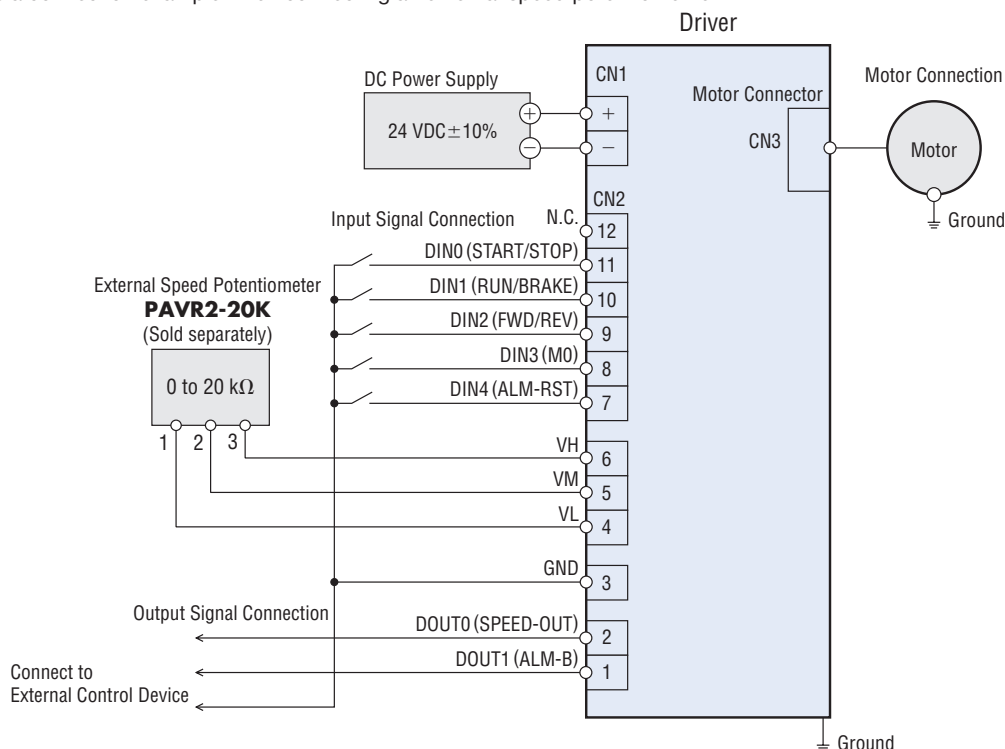 Driver
DC Power Supply
24 VDC±10%
+
−
CN1
+
−
Motor Connector
CN3
Motor Connection
Motor
Ground
CN2
Input Signal Connection
N.C.
12
DIN0 (START/STOP)
11
DIN1 (RUN/BRAKE)
10
DIN2 (FWD/REV)
9
DIN3 (M0)
8
DIN4 (ALM-RST)
7
External Speed Potentiometer
PAVR2-20K
(Sold separately)
0 to 20 kΩ
1 2 3
VH
6
VM
5
VL
4
GND
3
Output Signal Connection
DOUT0 (SPEED-OUT)
2
DOUT1 (ALM-B)
1
Connect to
External Control Device
Ground